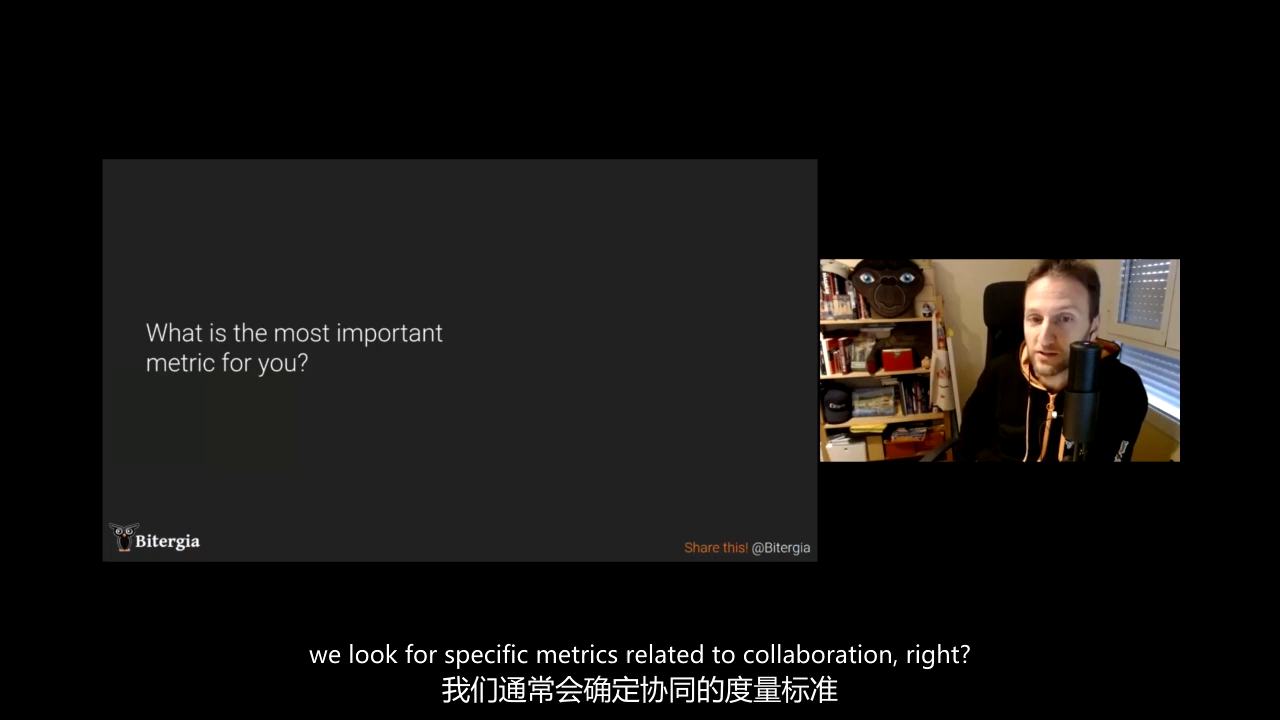 What is the most important
metric for you?
Bitergia
Share this! @Bitergia
we look for specific metrics related to collaboration, right?
我们通常会确定协同的度量标准